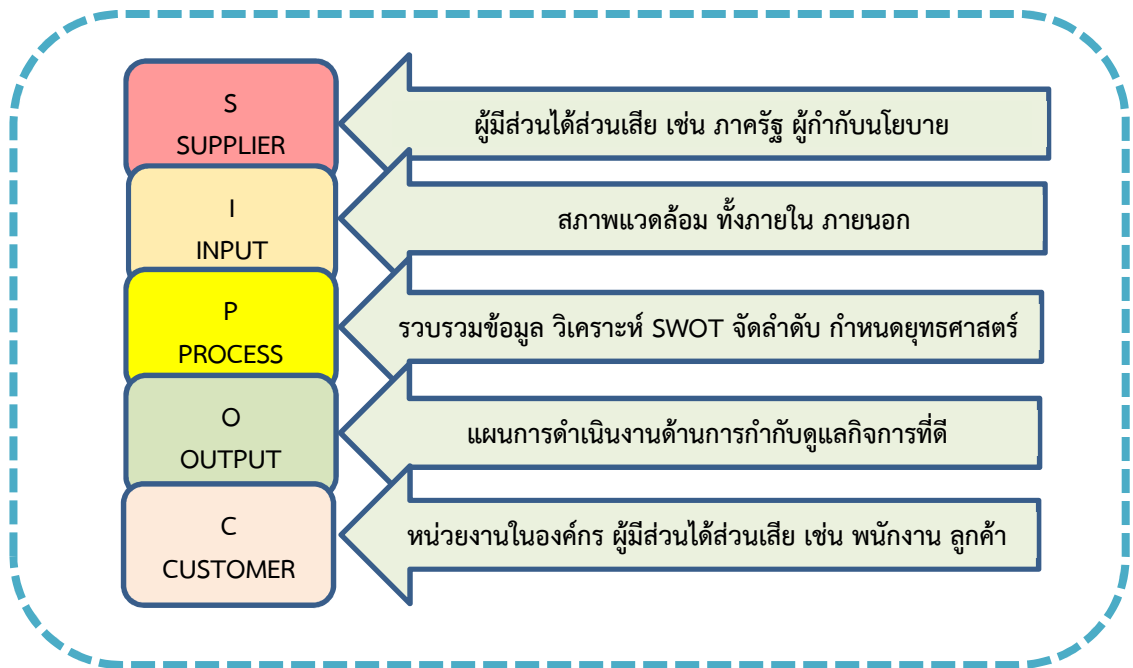 S
SUPPLIER
ผู้มีส่วนได้ส่วนเสีย เช่น ภาครัฐ ผู้กำกับนโยบาย
I
INPUT
สภาพแวดล้อม ทั้งภายใน ภายนอก
P
PROCESS
รวบรวมข้อมูล วิเคราะห์ SWOT จัดลำดับ กำหนดยุทธศาสตร์
O
OUTPUT
แผนการดำเนินงานด้านการกำกับดูแลกิจการที่ดี
C
CUSTOMER
หน่วยงานในองค์กร ผู้มีส่วนได้ส่วนเสีย เช่น พนักงาน ลูกค้า